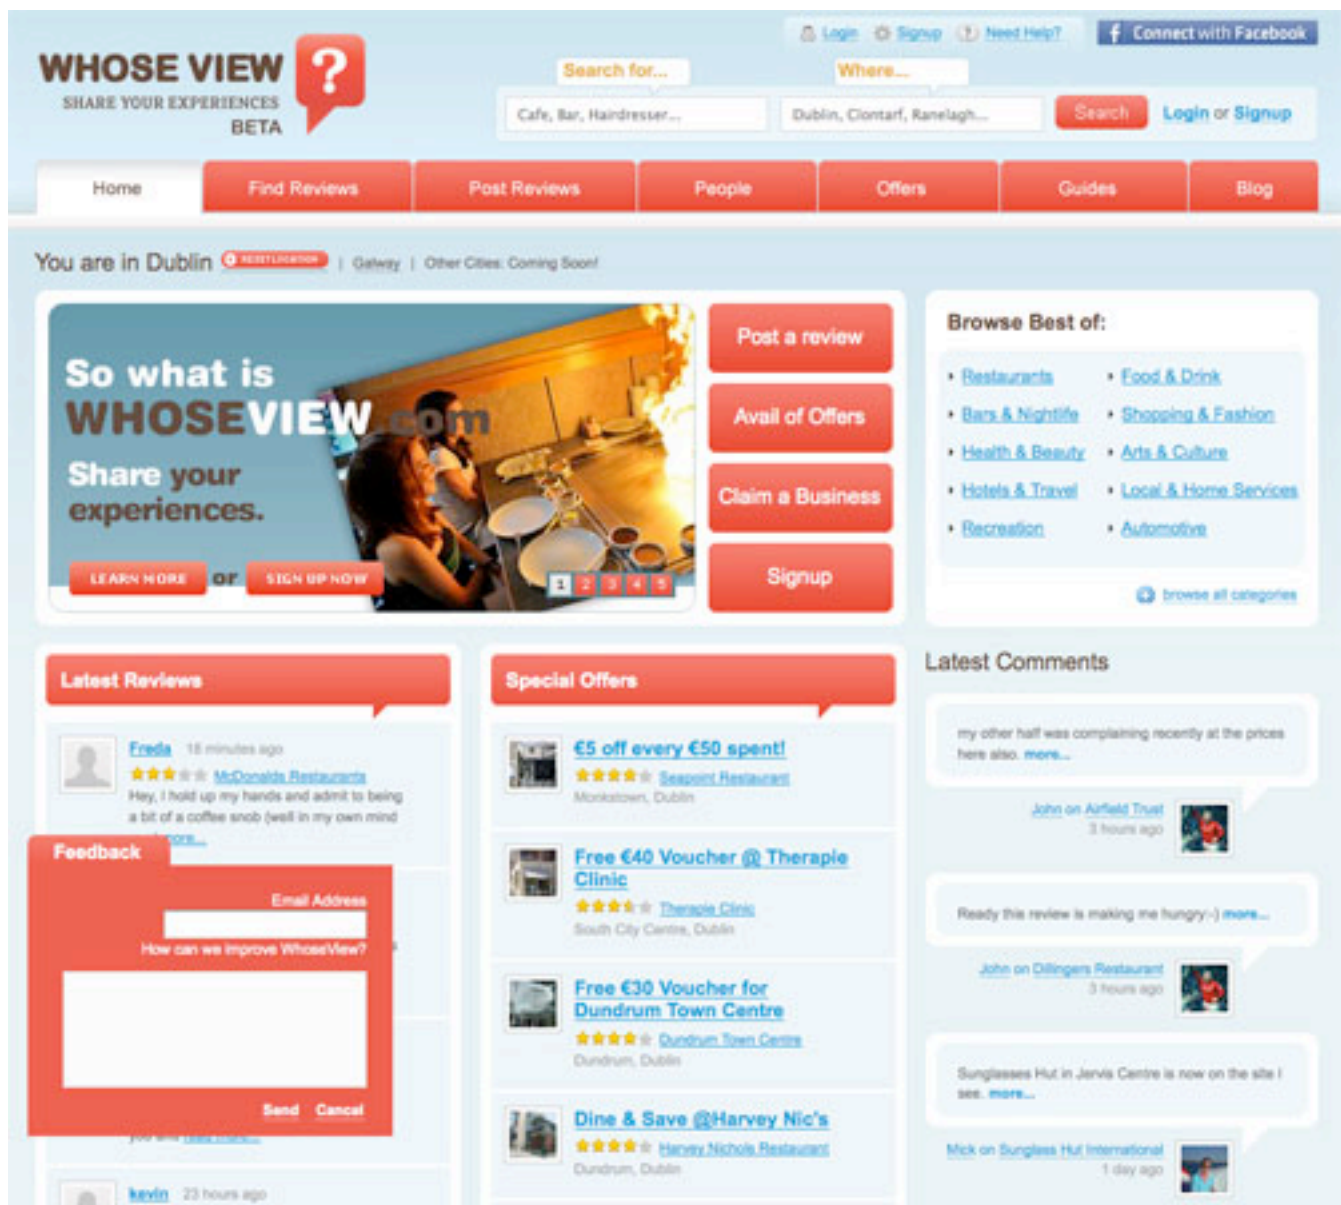 Login Signup Need Help? f Connect with Facebook
WHOSE VIEW ?
SHARE YOUR EXPERIENCES
BETA
Search for... Where...
Cafe, Bar, Hairdresser... Dublin, Clontarf, Ranelagh... Search Login or Signup
Home Find Reviews Post Reviews People Offers Guides Blog
You are in Dublin RESET LOCATION | Galway | Other Cities: Coming Soon!
So what is
WHOSEVIEW.com
Share your
experiences.
LEARN MORE or SIGN UP NOW
1 2 3 4 5
Post a review
Avail of Offers
Claim a Business
Signup
Browse Best of:
Restaurants
Bars & Nightlife
Health & Beauty
Hotels & Travel
Recreation
Food & Drink
Shopping & Fashion
Arts & Culture
Local & Home Services
Automotive
browse all categories
Latest Reviews
Freda 18 minutes ago
McDonalds Restaurants
Hey, I hold up my hands and admit to being
a bit of a coffee snob (well in my own mind
more...
Feedback
Email Address
How can we improve WhoseView?
Send Cancel
you and read more...
kevin 23 hours ago
Special Offers
€5 off every €50 spent!
Seapoint Restaurant
Monkstown, Dublin
Free €40 Voucher @ Therapie
Clinic
Therapie Clinic
South City Centre, Dublin
Free €30 Voucher for
Dundrum Town Centre
Dundrum Town Centre
Dundrum, Dublin
Dine & Save @Harvey Nic's
Harvey Nichols Restaurant
Dundrum, Dublin
Latest Comments
my other half was complaining recently at the prices
here also. more...
John on Airfield Trust
3 hours ago
Ready this review is making me hungry:-) more...
John on Dillingers Restaurant
3 hours ago
Sunglasses Hut in Jervis Centre is now on the site I
see. more...
Mick on Sunglass Hut International
1 day ago